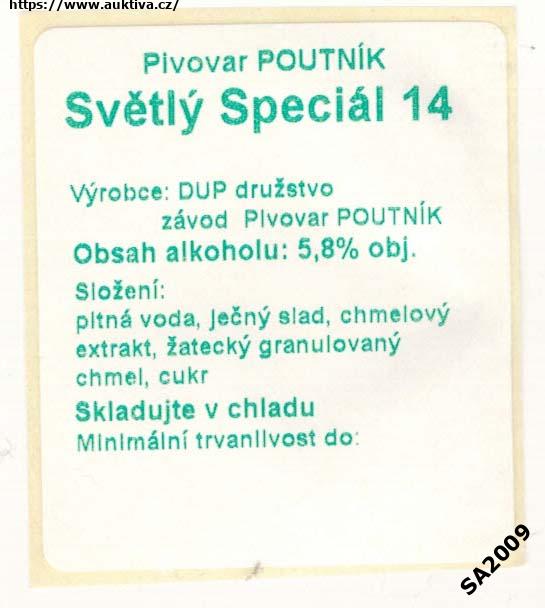 https://www.auktiva.cz/
Pivovar POUTNÍK
Světlý Speciál 14
Výrobce: DUP družstvo
závod Pivovar POUTNÍK
Obsah alkoholu: 5,8% obj.
Složení:
pitná voda, ječný slad, chmelový
extrakt, žatecký granulovaný
chmel, cukr
Skladujte v chladu
Minimální trvanlivost do:
SA2009